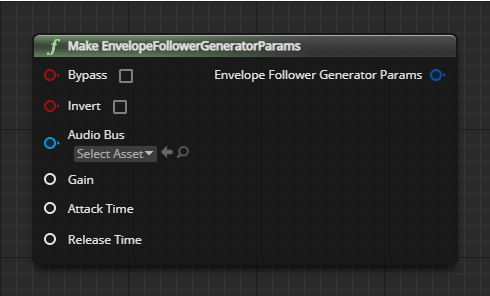 f Make EnvelopeFollowerGeneratorParams
Bypass Envelope Follower Generator Params
Invert
Audio Bus
Select Asset
Gain
Attack Time
Release Time